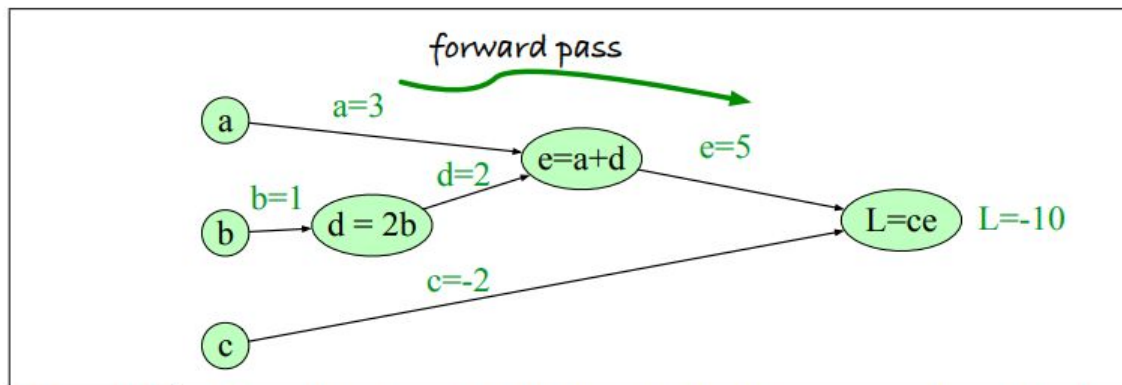 forward pass
a
a=3
e=a+d
e=5
d=2
b=1
b
d = 2b
L=ce
L=-10
c=-2
c